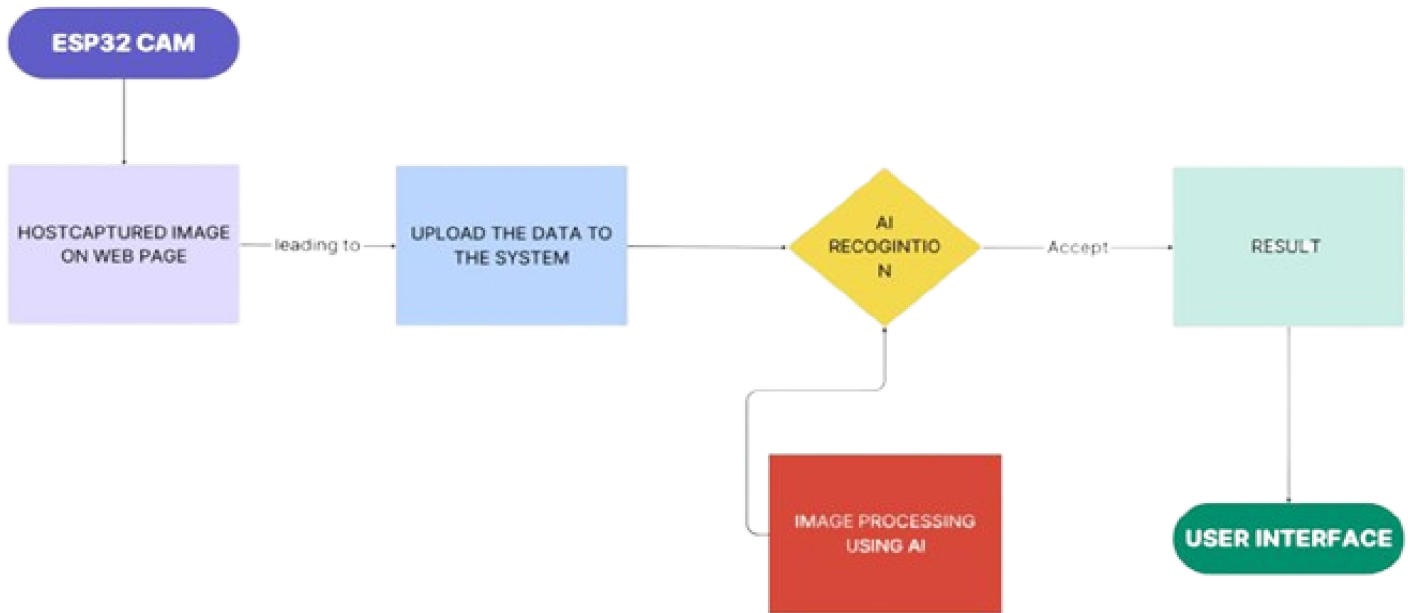 ESP32 CAM
HOSTCAPTURED IMAGE
ON WEB PAGE
leading to
UPLOAD THE DATA TO
THE SYSTEM
AI
RECOGINTIO
N
Accept
RESULT
IMAGE PROCESSING
USING AI
USER INTERFACE